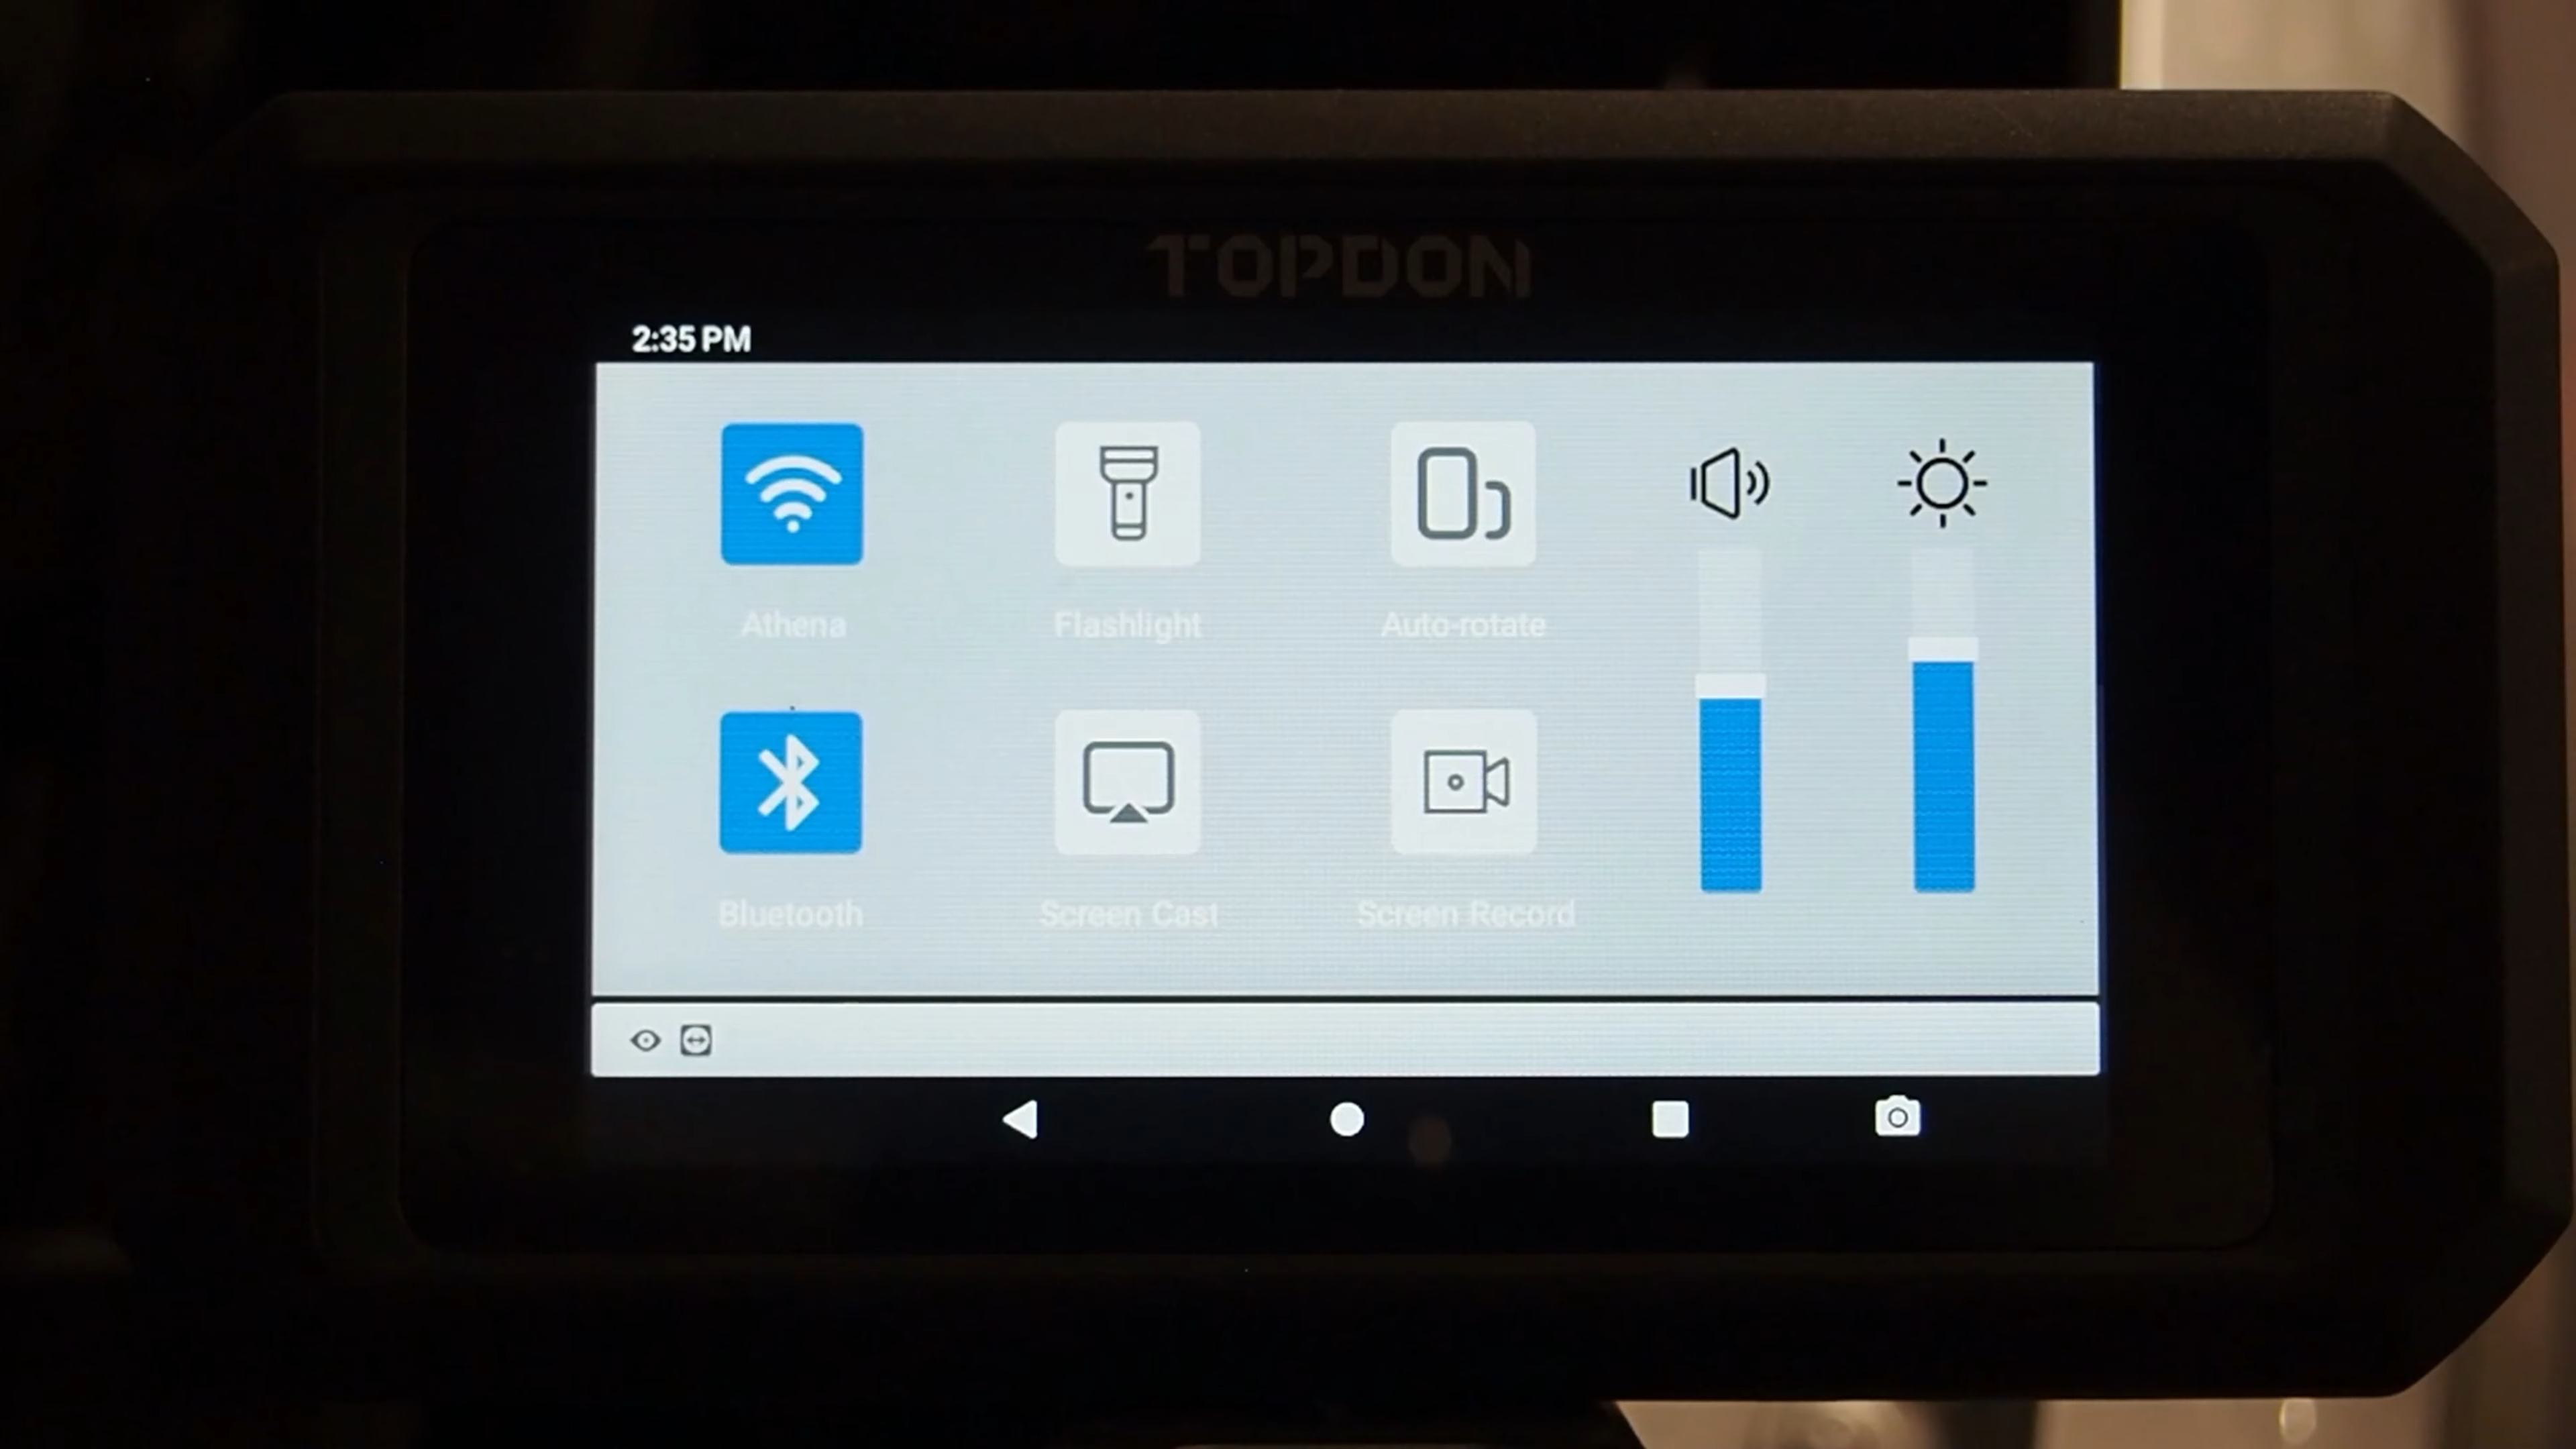 TOPDON
2:35 PM
Athena
Flashlight
Auto-rotate
Bluetooth
Screen Cast
Screen Record